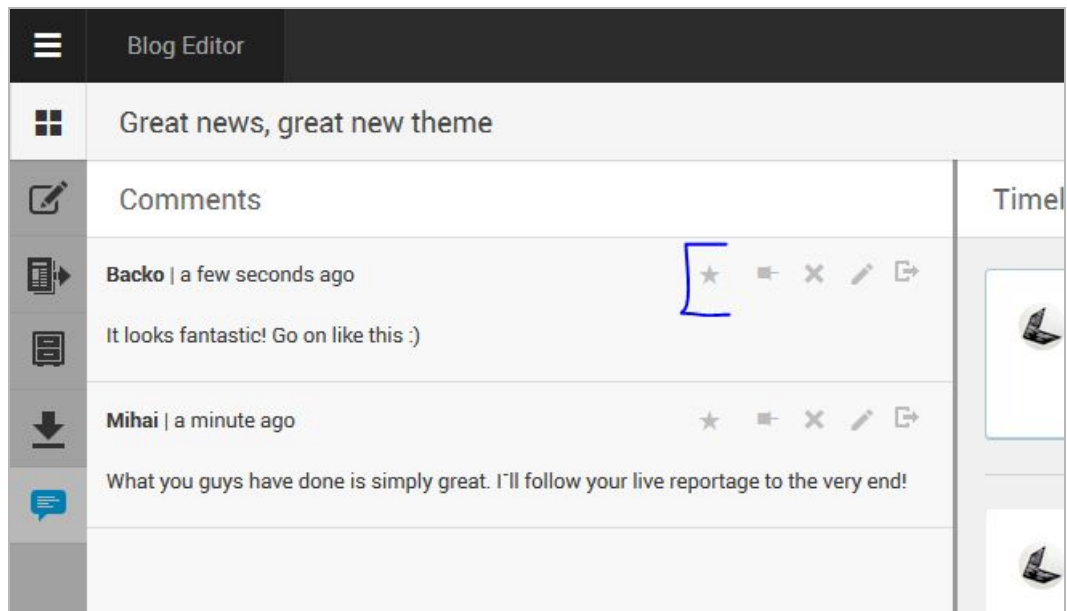 Blog Editor
Great news, great new theme
Comments
Timel
Backo | a few seconds ago
It looks fantastic! Go on like this :)
Mihai | a minute ago
What you guys have done is simply great. I¯ll follow your live reportage to the very end!